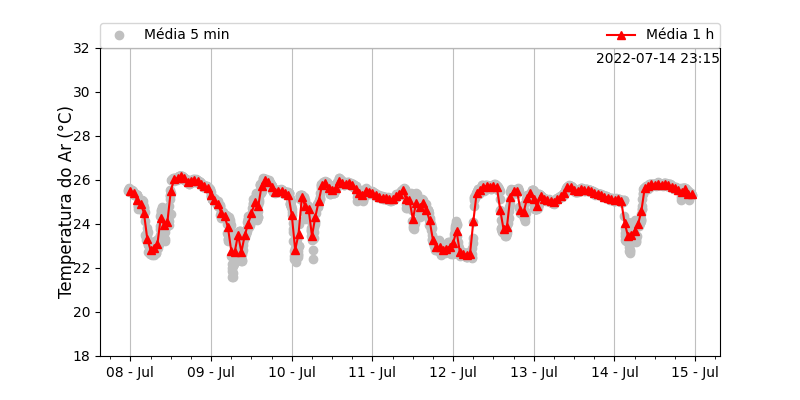 Média 5 min
Média 1 h
2022-07-14 23:15
Temperatura do Ar (°C)
32
30
28
26
24
22
20
18
08 - Jul
09 - Jul
10 - Jul
11 - Jul
12 - Jul
13 - Jul
14 - Jul
15 - Jul